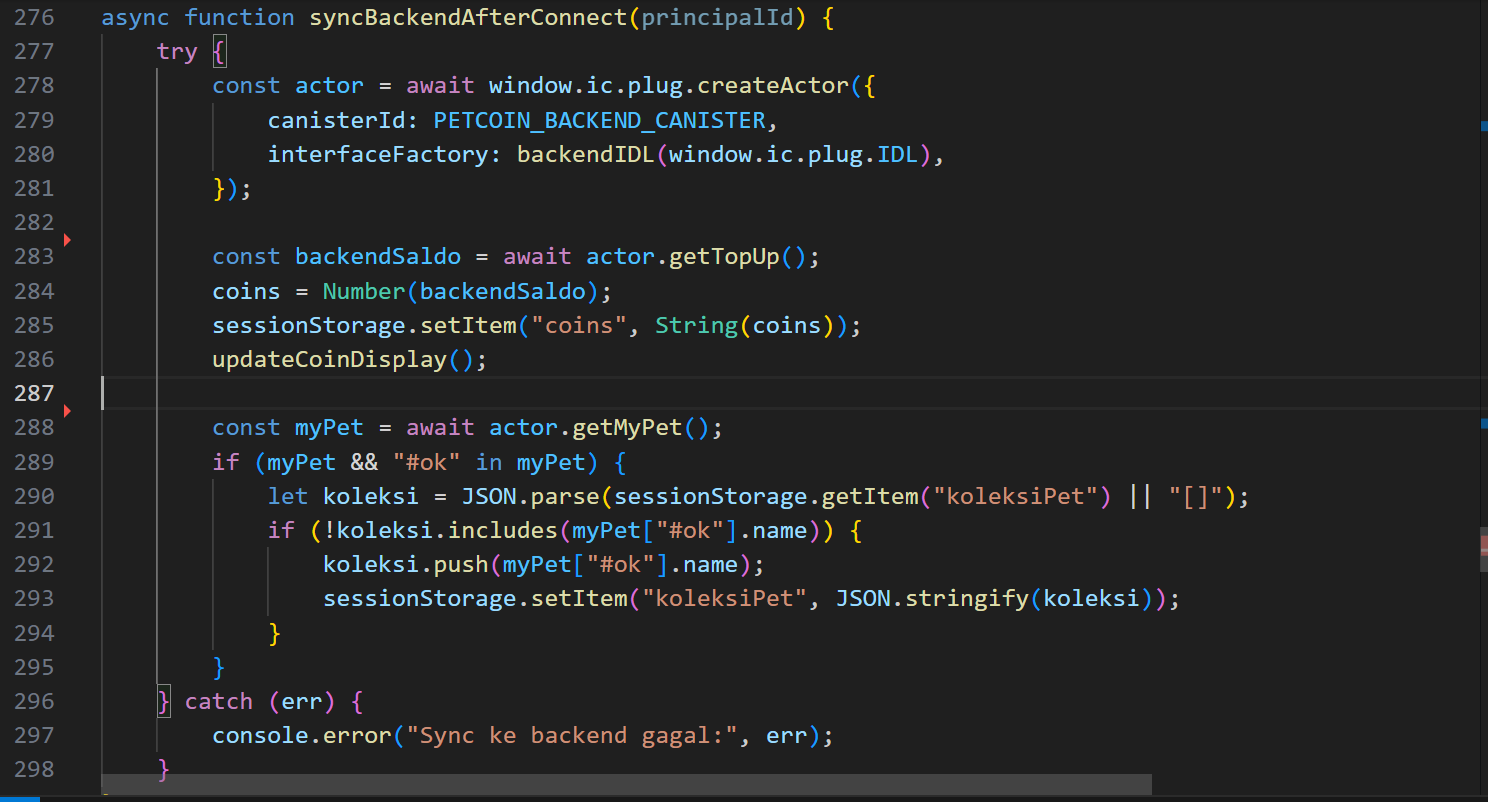 276 async function syncBackendAfterConnect(principalId) {
277     try {
278         const actor = await window.ic.plug.createActor({
279             canisterId: PETCOIN_BACKEND_CANISTER,
280             interfaceFactory: backendIDL(window.ic.plug.IDL),
281         });
282
283         const backendSaldo = await actor.getTopUp();
284         coins = Number(backendSaldo);
285         sessionStorage.setItem("coins", String(coins));
286         updateCoinDisplay();
287
288         const myPet = await actor.getMyPet();
289         if (myPet && "#ok" in myPet) {
290             let koleksi = JSON.parse(sessionStorage.getItem("koleksiPet") || "[]");
291             if (!koleksi.includes(myPet["#ok"].name)) {
292                 koleksi.push(myPet["#ok"].name);
293                 sessionStorage.setItem("koleksiPet", JSON.stringify(koleksi));
294             }
295         }
296     } catch (err) {
297         console.error("Sync ke backend gagal:", err);
298     }